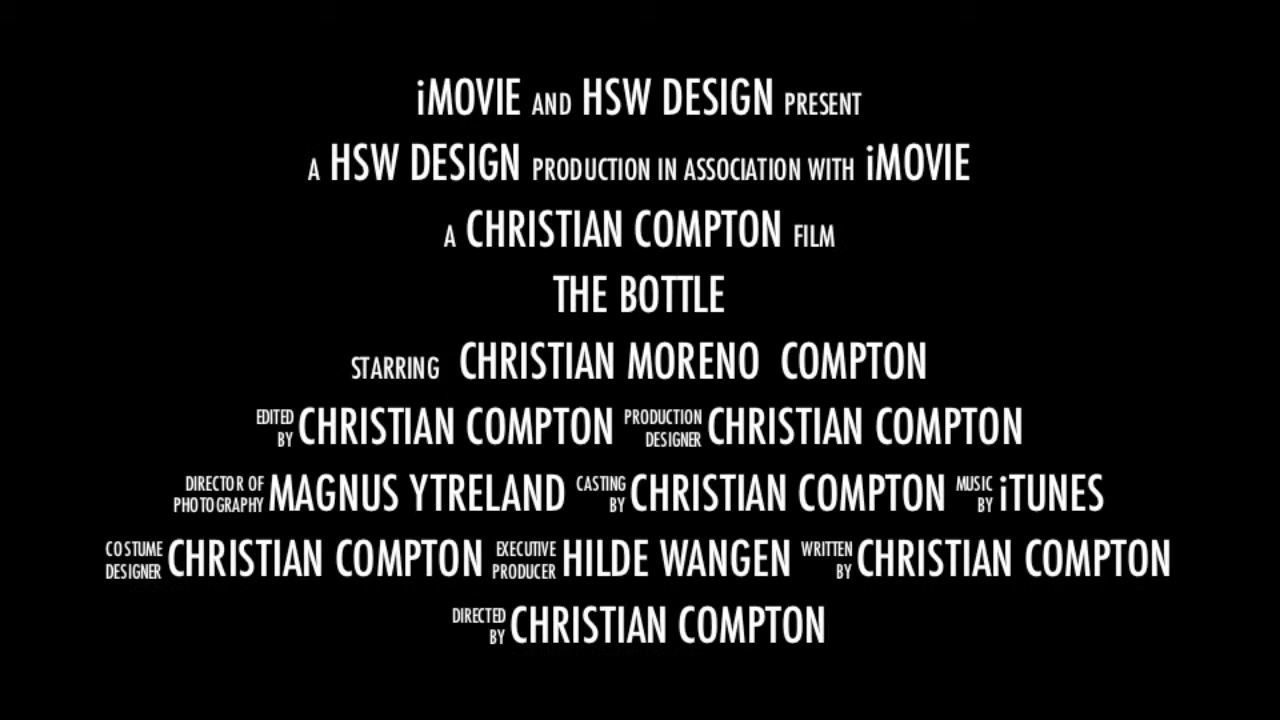 iMOVIE AND HSW DESIGN PRESENT
A HSW DESIGN PRODUCTION IN ASSOCIATION WITH iMOVIE
A CHRISTIAN COMPTON FILM
THE BOTTLE
STARRING CHRISTIAN MORENO COMPTON
EDITED BY CHRISTIAN COMPTON PRODUCTION DESIGNER CHRISTIAN COMPTON
DIRECTOR OF PHOTOGRAPHY MAGNUS YTRELAND CASTING BY CHRISTIAN COMPTON MUSIC BY iTUNES
COSTUME DESIGNER CHRISTIAN COMPTON EXECUTIVE PRODUCER HILDE WANGEN WRITTEN BY CHRISTIAN COMPTON
DIRECTED BY CHRISTIAN COMPTON